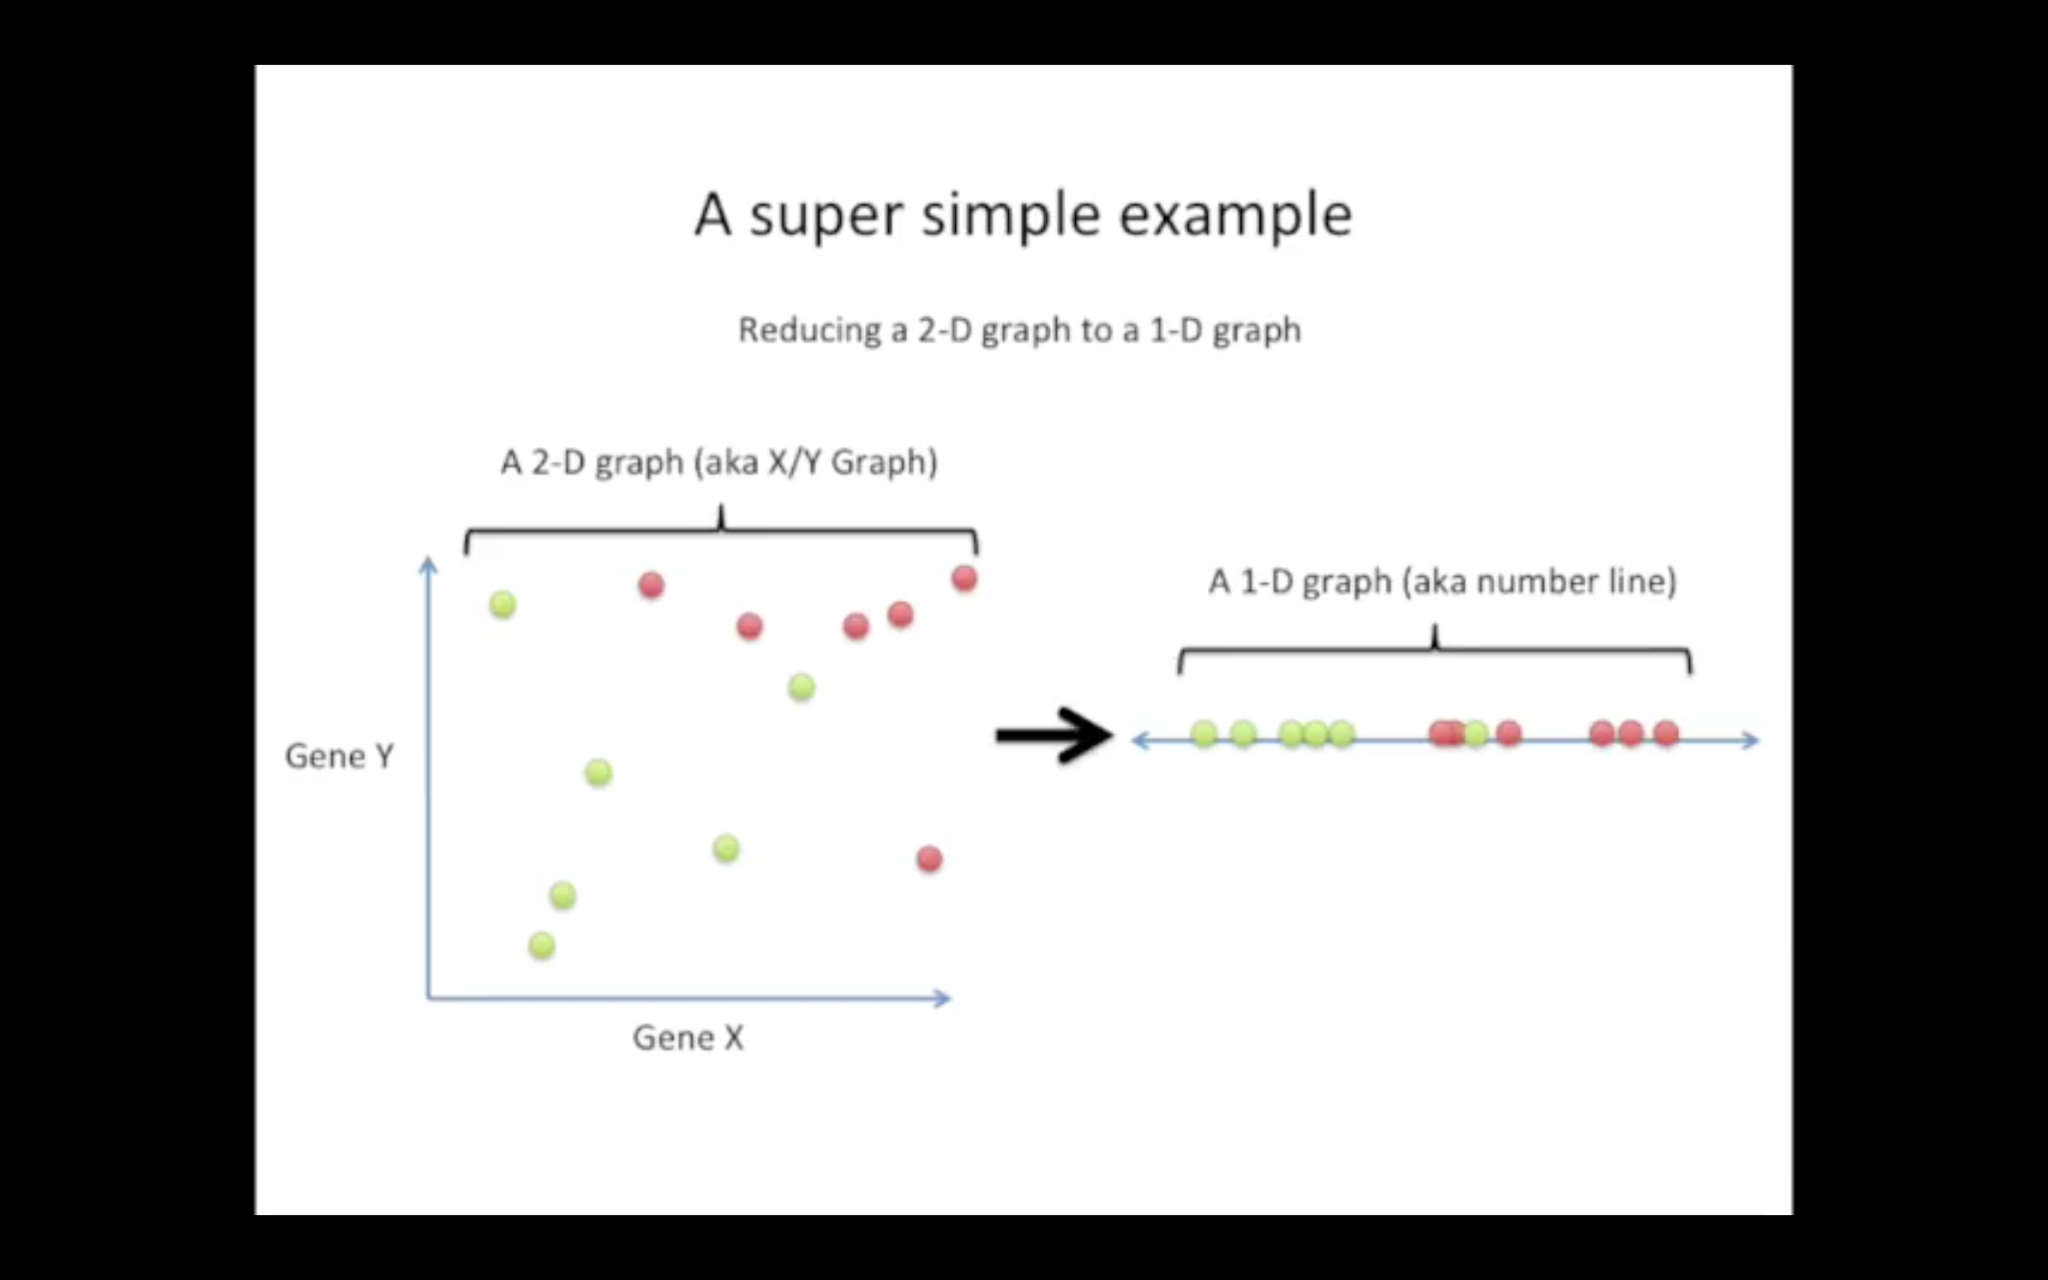 A super simple example
Reducing a 2-D graph to a 1-D graph
A 2-D graph (aka X/Y Graph)
Gene Y
Gene X
A 1-D graph (aka number line)